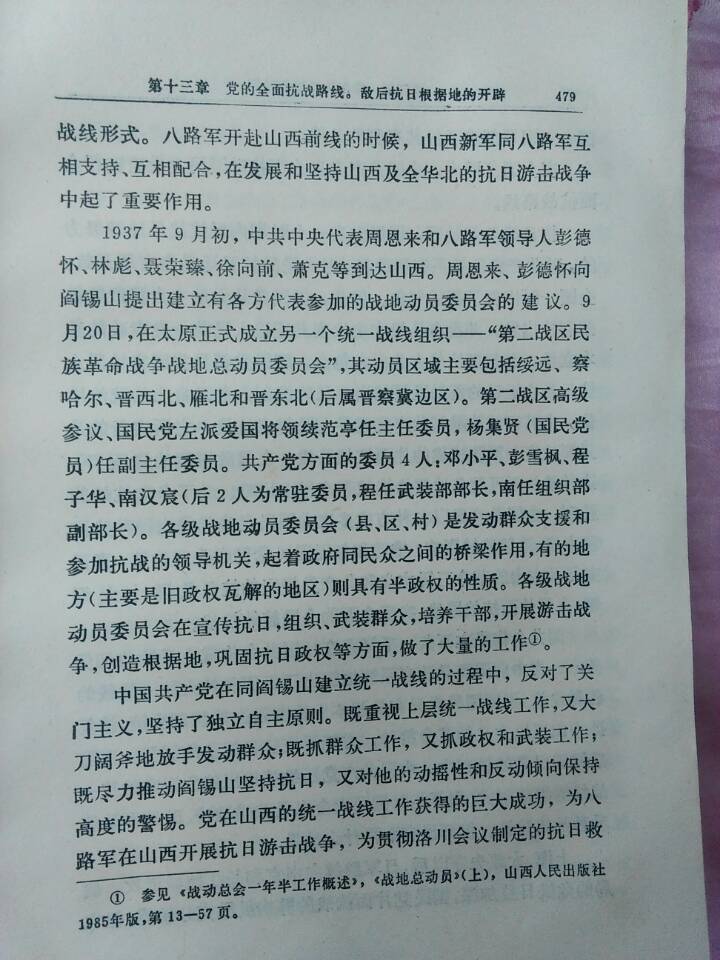 第十三章 党的全面抗战路线。敌后抗日根据地的开辟 479
战线形式。八路军开赴山西前线的时候，山西新军同八路军互
相支持、互相配合，在发展和坚持山西及全华北的抗日游击战争
中起了重要作用。
1937年9月初，中共中央代表周恩来和八路军领导人彭德
怀、林彪、聂荣臻、徐向前、萧克等到达山西。周恩来、彭德怀向
阎锡山提出建立有各方代表参加的战地动员委员会的建议。9
月20日，在太原正式成立另一个统一战线组织——“第二战区民
族革命战争战地总动员委员会”，其动员区域主要包括绥远、察
哈尔、晋西北、雁北和晋东北(后属晋察冀边区)。第二战区高级
参议、国民党左派爱国将领续范亭任主任委员，杨集贤(国民党
员)任副主任委员。共产党方面的委员4人：邓小平、彭雪枫、程
子华、南汉宸(后2人为常驻委员，程任武装部部长，南任组织部
副部长)。各级战地动员委员会(县、区、村)是发动群众支援和
参加抗战的领导机关，起着政府同民众之间的桥梁作用，有的地
方(主要是旧政权瓦解的地区)则具有半政权的性质。各级战地
动员委员会在宣传抗日，组织、武装群众，培养干部，开展游击战
争，创造根据地，巩固抗日政权等方面，做了大量的工作①。
中国共产党在同阎锡山建立统一战线的过程中，反对了关
门主义，坚持了独立自主原则。既重视上层统一战线工作，又大
刀阔斧地放手发动群众；既抓群众工作，又抓政权和武装工作；
既尽力推动阎锡山坚持抗日，又对他的动摇性和反动倾向保持
高度的警惕。党在山西的统一战线工作获得的巨大成功，为八
路军在山西开展抗日游击战争，为贯彻洛川会议制定的抗日救
① 参见《战动总会一年半工作概述》，《战地总动员》(上)，山西人民出版社
1985年版，第13—57页。